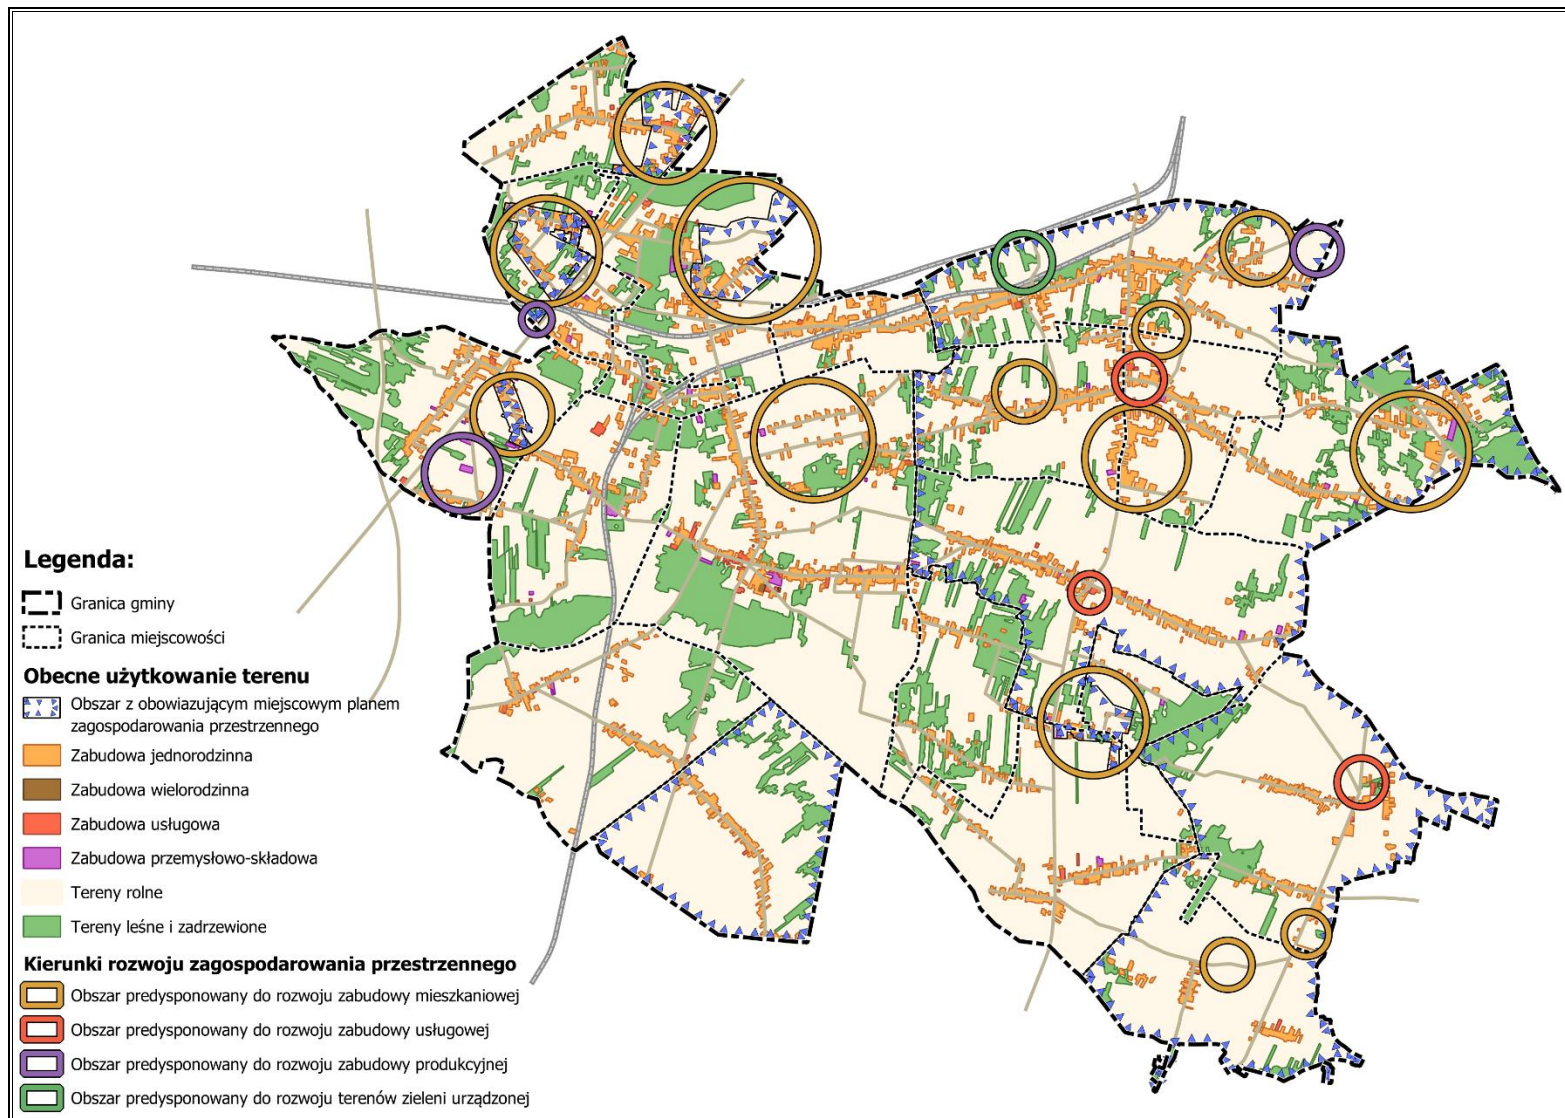 Legenda:
Granica gminy
Granica miejscowości
Obecne użytkowanie terenu
Obszar z obowiazującym miejscowym planem
zagospodarowania przestrzennego
Zabudowa jednorodzinna
Zabudowa wielorodzinna
Zabudowa usługowa
Zabudowa przemysłowo-składowa
Tereny rolne
Tereny leśne i zadrzewione
Kierunki rozwoju zagospodarowania przestrzennego
Obszar predysponowany do rozwoju zabudowy mieszkaniowej
Obszar predysponowany do rozwoju zabudowy usługowej
Obszar predysponowany do rozwoju zabudowy produkcyjnej
Obszar predysponowany do rozwoju terenów zieleni urządzonej